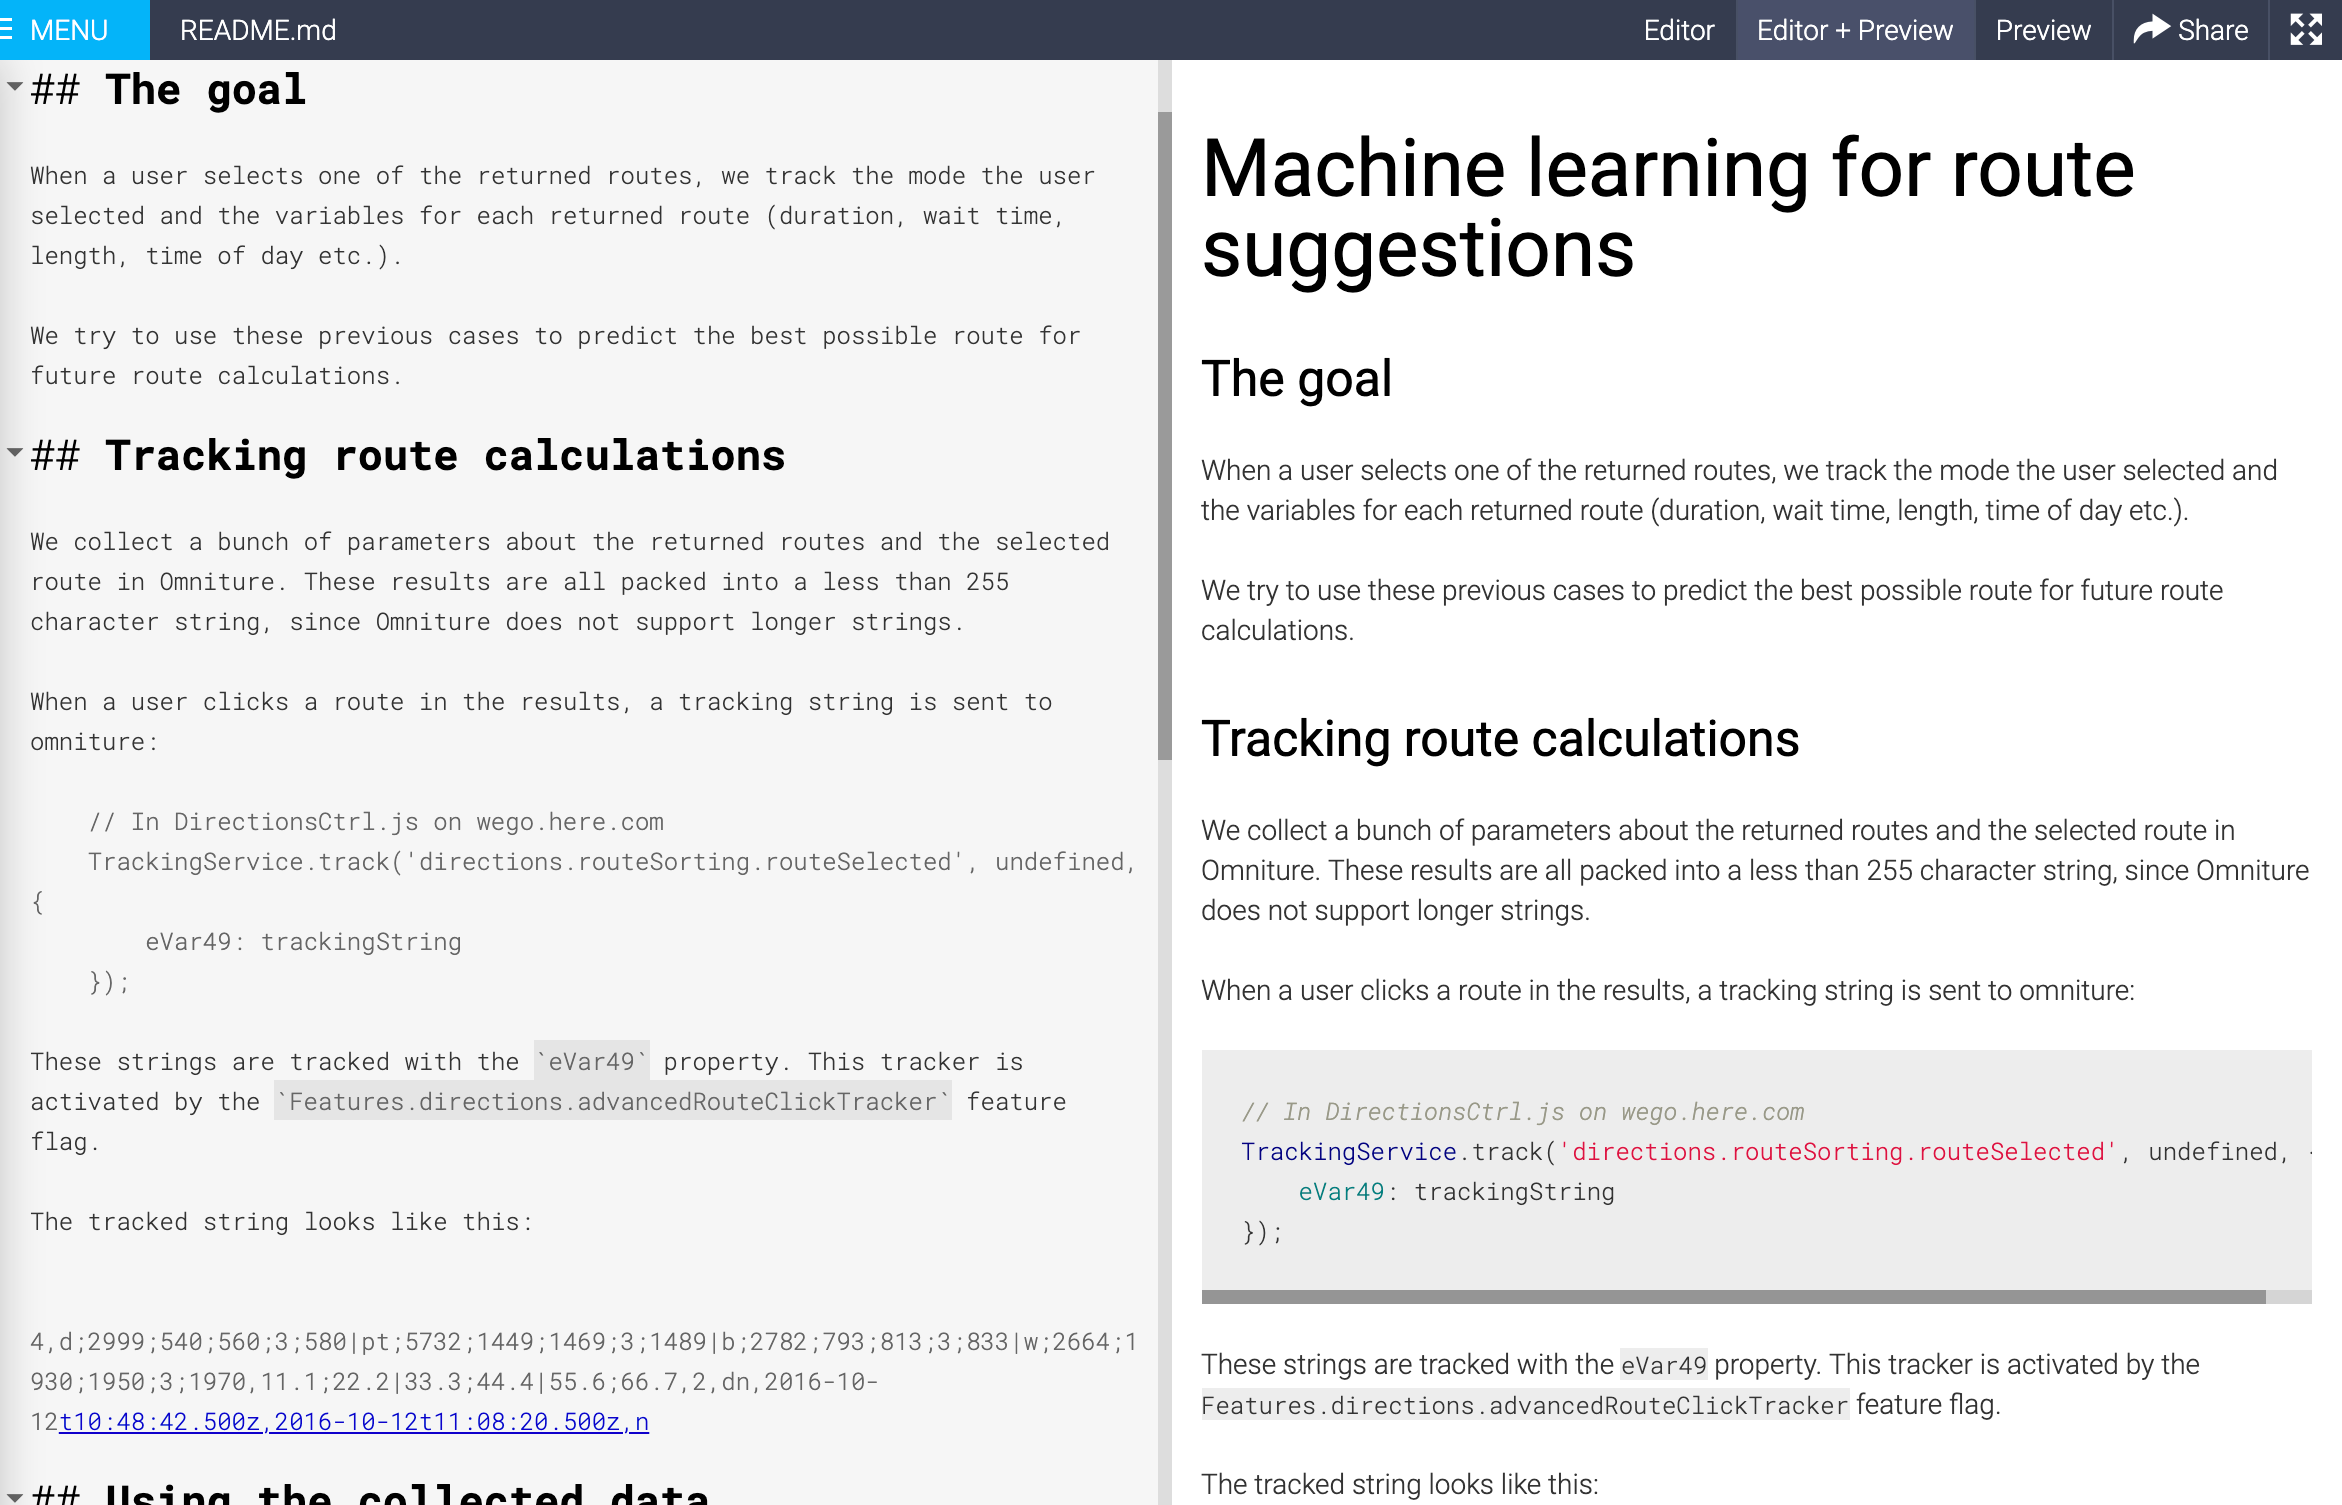 MENU
README.md
Editor
Editor + Preview
Preview
Share
## The goal
When a user selects one of the returned routes, we track the mode the user
selected and the variables for each returned route (duration, wait time,
length, time of day etc.).
We try to use these previous cases to predict the best possible route for
future route calculations.
## Tracking route calculations
We collect a bunch of parameters about the returned routes and the selected
route in Omniture. These results are all packed into a less than 255
character string, since Omniture does not support longer strings.
When a user clicks a route in the results, a tracking string is sent to
omniture:
// In DirectionsCtrl.js on wego.here.com
TrackingService.track('directions.routeSorting.routeSelected', undefined,
{
eVar49: trackingString
});
These strings are tracked with the `eVar49` property. This tracker is
activated by the `Features.directions.advancedRouteClickTracker` feature
flag.
The tracked string looks like this:
4,d;2999;540;560;3;580|pt;5732;1449;1469;3;1489|b;2782;793;813;3;833|w;2664;1
930;1950;3;1970,11.1;22.2|33.3;44.4|55.6;66.7,2,dn,2016-10-
12t10:48:42.500z,2016-10-12t11:08:20.500z,n
## Using the collected data
Machine learning for route
suggestions
The goal
When a user selects one of the returned routes, we track the mode the user selected and
the variables for each returned route (duration, wait time, length, time of day etc.).
We try to use these previous cases to predict the best possible route for future route
calculations.
Tracking route calculations
We collect a bunch of parameters about the returned routes and the selected route in
Omniture. These results are all packed into a less than 255 character string, since Omniture
does not support longer strings.
When a user clicks a route in the results, a tracking string is sent to omniture:
// In DirectionsCtrl.js on wego.here.com
TrackingService.track('directions.routeSorting.routeSelected', undefined,
eVar49: trackingString
});
These strings are tracked with the eVar49 property. This tracker is activated by the
Features.directions.advancedRouteClickTracker feature flag.
The tracked string looks like this: